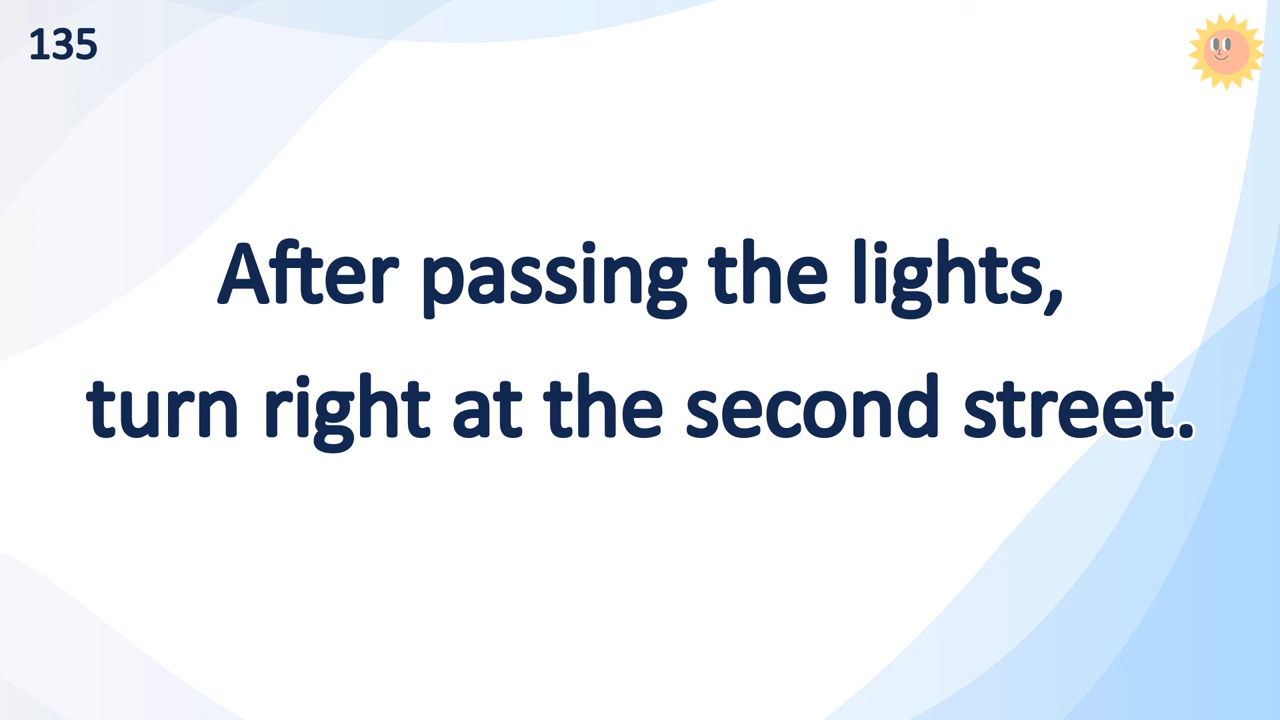 135
After passing the lights,
turn right at the second street.